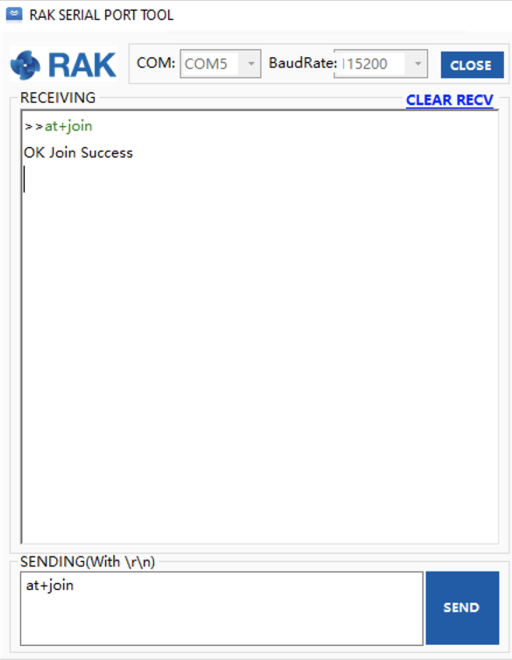 RAK SERIAL PORT TOOL
RAK COM: COM5 BaudRate: 115200 CLOSE
RECEIVING CLEAR RECV
>>at+join
OK Join Success
SENDING(With \r\n)
at+join
SEND